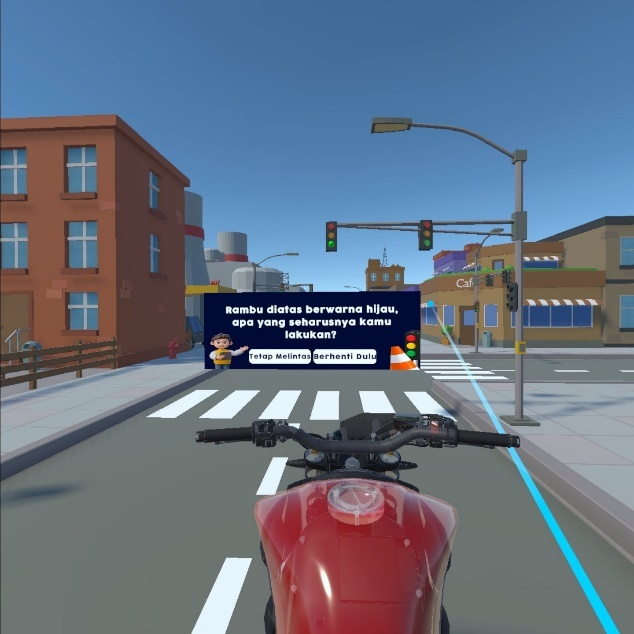 Rambu diatas berwarna hijau,
apa yang seharusnya kamu
lakukan?
Tetap Melintas
Berhenti Dulu
Cafe